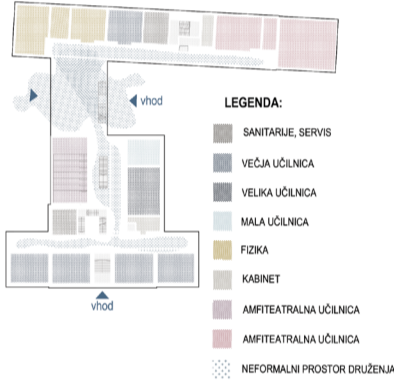 vhod
vhod
LEGENDA:
SANITARIJE, SERVIS
VEČJA UČILNICA
VELIKA UČILNICA
MALA UČILNICA
FIZIKA
KABINET
AMFITEATRALNA UČILNICA
AMFITEATRALNA UČILNICA
NEFORMALNI PROSTOR DRUŽENJA